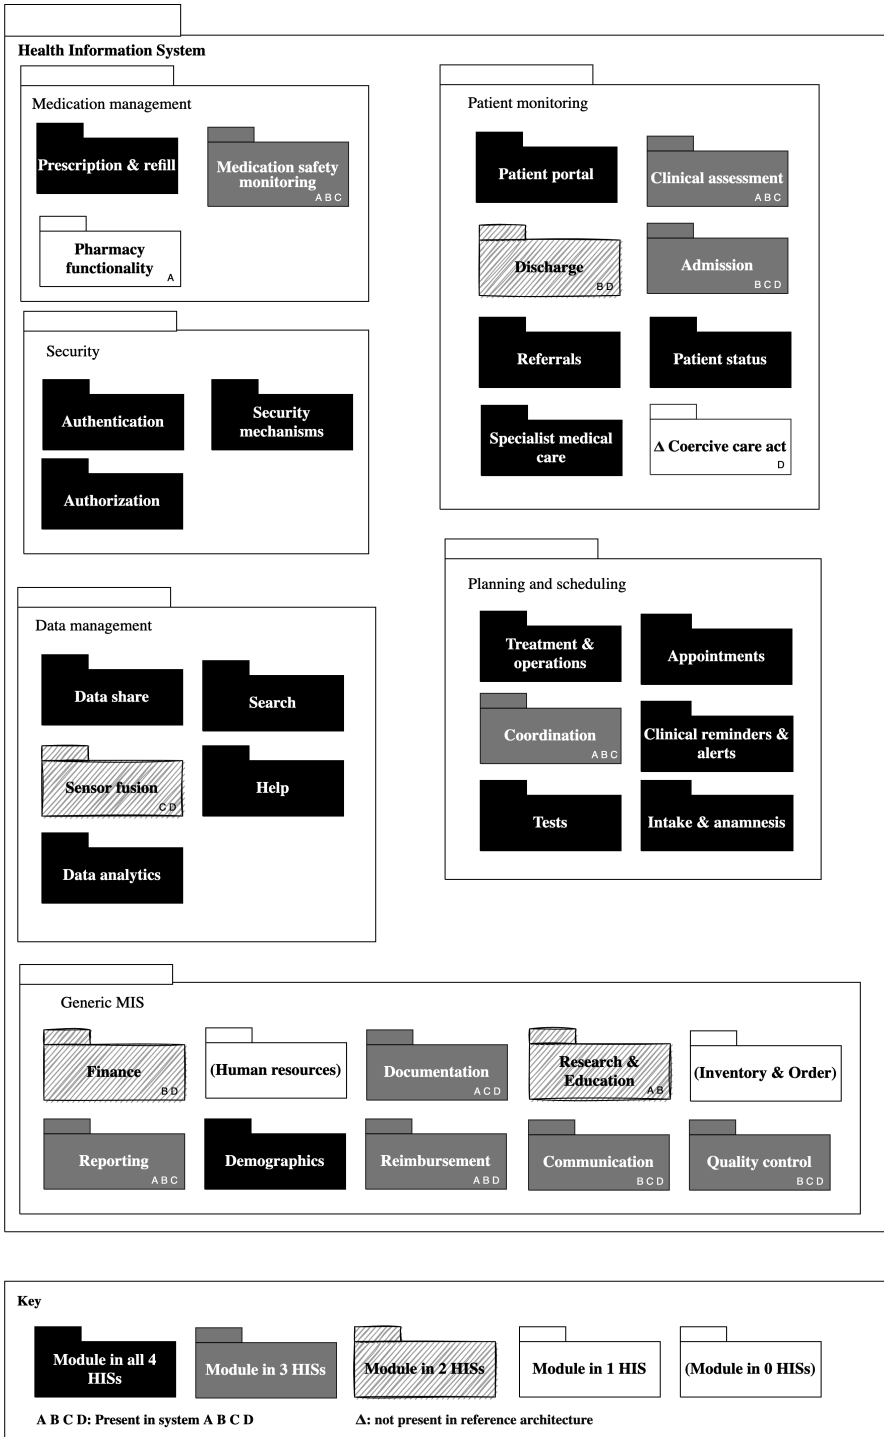 Health Information System
Medication management
Prescription & refill
Medication safety
monitoring
A B C
Pharmacy
functionality
A
Patient monitoring
Patient portal
Clinical assessment
A B C
Discharge
B D
Admission
B C D
Referrals
Patient status
Specialist medical
care
Δ Coercive care act
D
Security
Authentication
Security
mechanisms
Authorization
Planning and scheduling
Treatment &
operations
Appointments
Coordination
A B C
Clinical reminders &
alerts
Tests
Intake & anamnesis
Data management
Data share
Search
Sensor fusion
C D
Help
Data analytics
Generic MIS
Finance
B D
(Human resources)
Documentation
A C D
Research &
Education
A B
(Inventory & Order)
Reporting
A B C
Demographics
Reimbursement
A B D
Communication
B C D
Quality control
B C D
Key
Module in all 4
HISs
Module in 3 HISs
Module in 2 HISs
Module in 1 HIS
(Module in 0 HISs)
A B C D: Present in system A B C D
Δ: not present in reference architecture